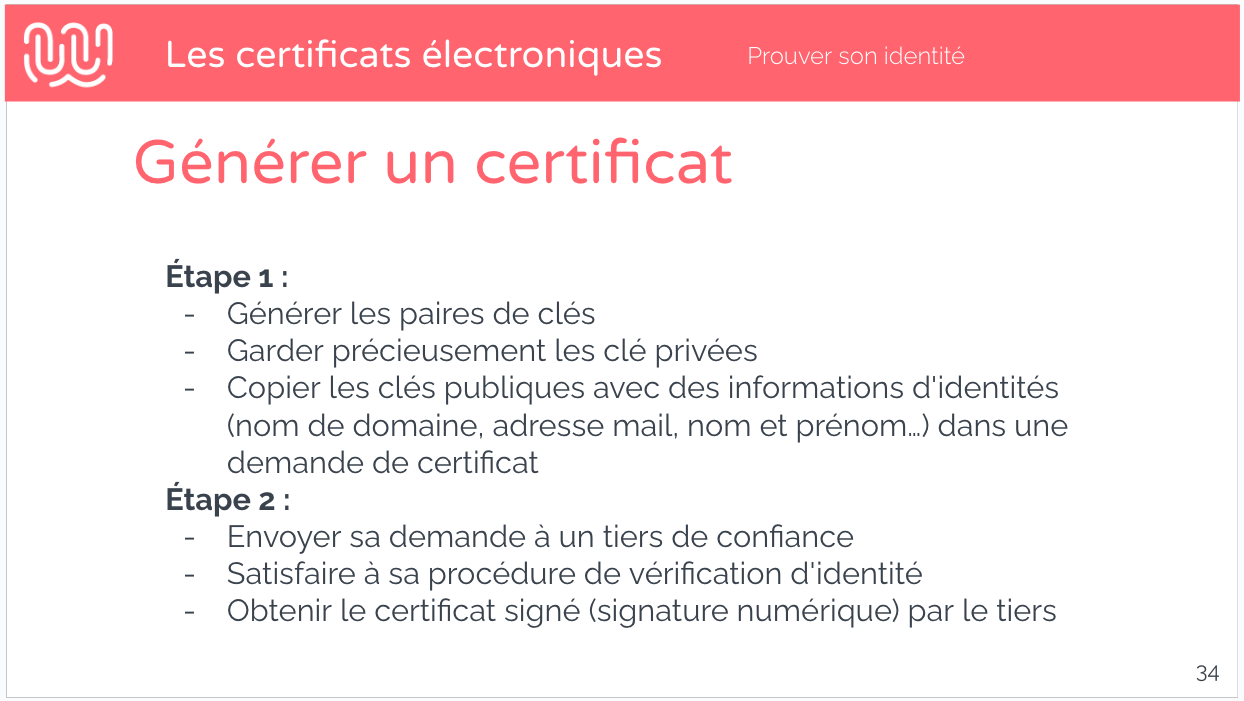 Les certificats électroniques
Prouver son identité
Générer un certificat
Étape 1 :
- Générer les paires de clés
- Garder précieusement les clé privées
- Copier les clés publiques avec des informations d'identités
(nom de domaine, adresse mail, nom et prénom…) dans une
demande de certificat
Étape 2 :
- Envoyer sa demande à un tiers de confiance
- Satisfaire à sa procédure de vérification d'identité
- Obtenir le certificat signé (signature numérique) par le tiers
34